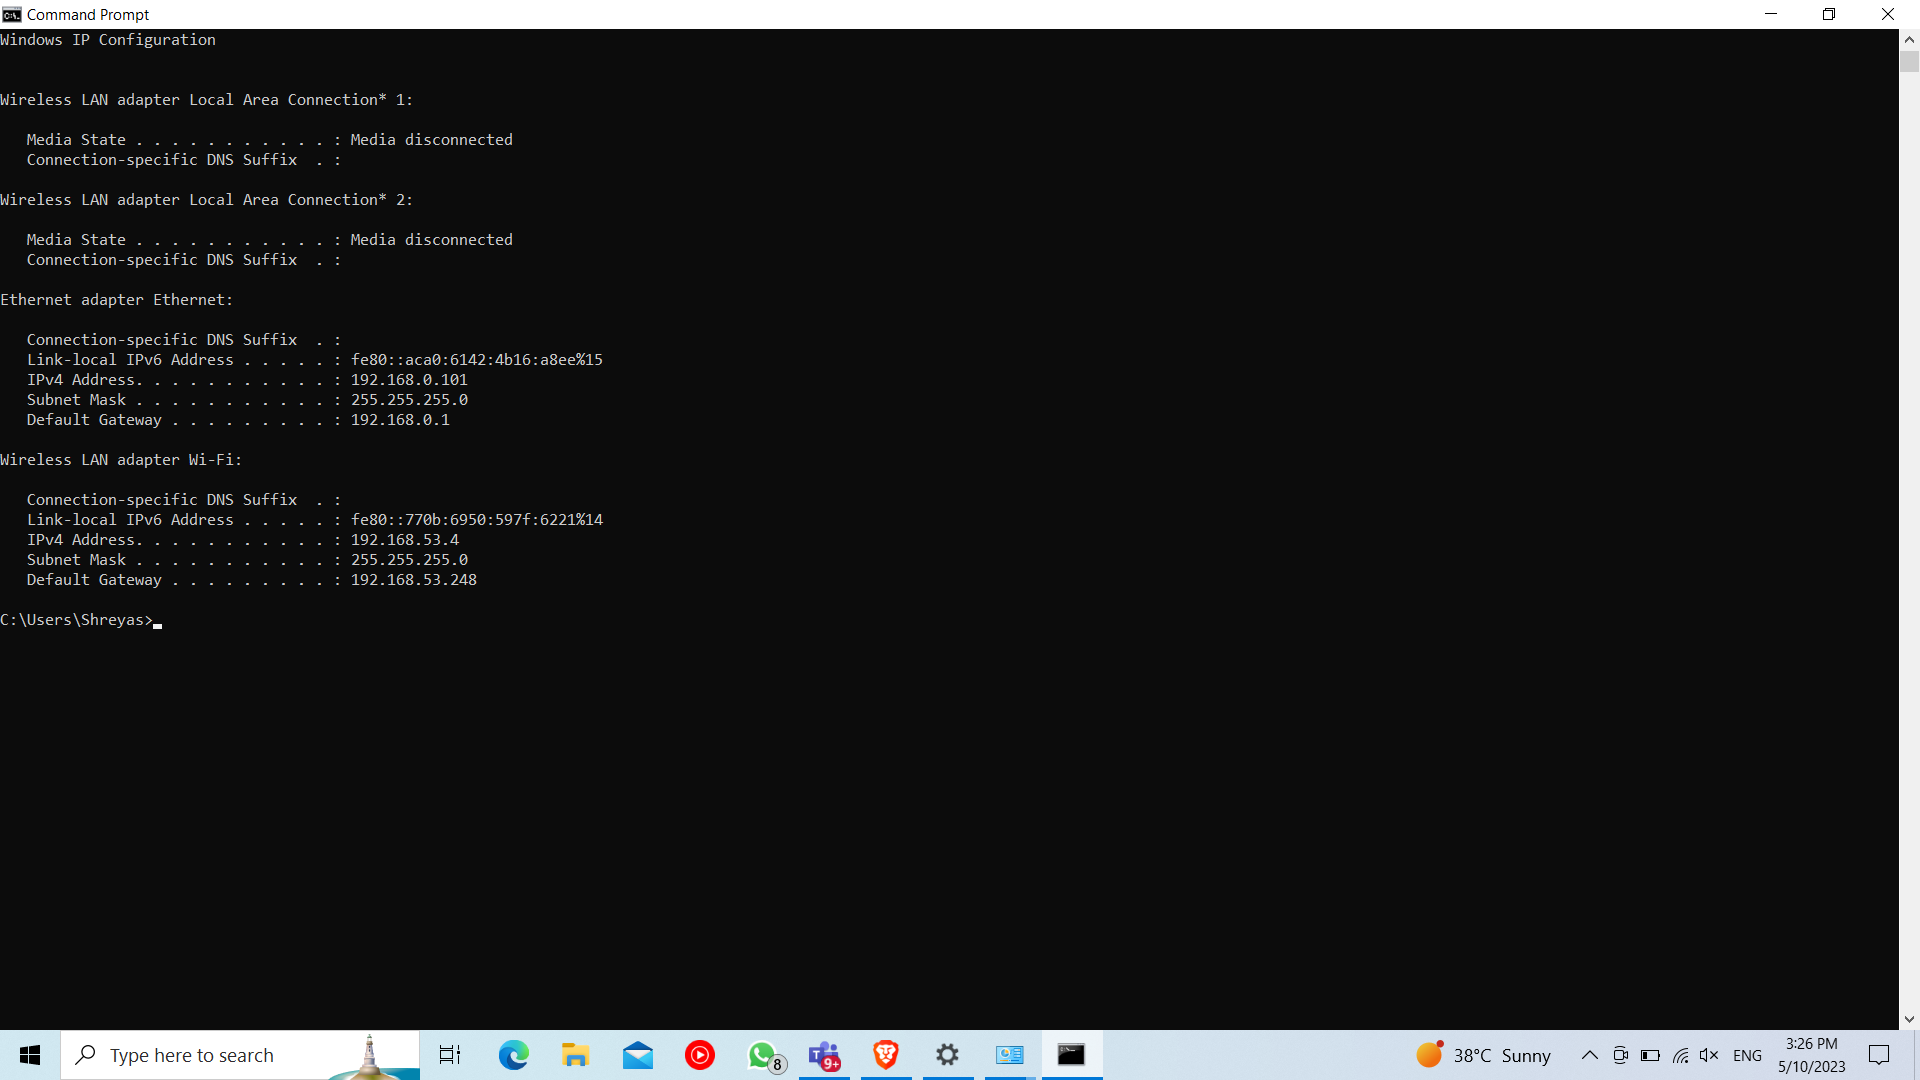 Command Prompt
Windows IP Configuration
Wireless LAN adapter Local Area Connection* 1:
Media State . . . . . . . . . . . : Media disconnected
Connection-specific DNS Suffix  . :
Wireless LAN adapter Local Area Connection* 2:
Media State . . . . . . . . . . . : Media disconnected
Connection-specific DNS Suffix  . :
Ethernet adapter Ethernet:
Connection-specific DNS Suffix  . :
Link-local IPv6 Address . . . . . : fe80::aca0:6142:4b16:a8ee%15
IPv4 Address. . . . . . . . . . . : 192.168.0.101
Subnet Mask . . . . . . . . . . . : 255.255.255.0
Default Gateway . . . . . . . . . : 192.168.0.1
Wireless LAN adapter Wi-Fi:
Connection-specific DNS Suffix  . :
Link-local IPv6 Address . . . . . : fe80::770b:6950:597f:6221%14
IPv4 Address. . . . . . . . . . . : 192.168.53.4
Subnet Mask . . . . . . . . . . . : 255.255.255.0
Default Gateway . . . . . . . . . : 192.168.53.248
C:\Users\Shreyas>
Type here to search
8
9+
38°C Sunny
ENG
3:26 PM
5/10/2023